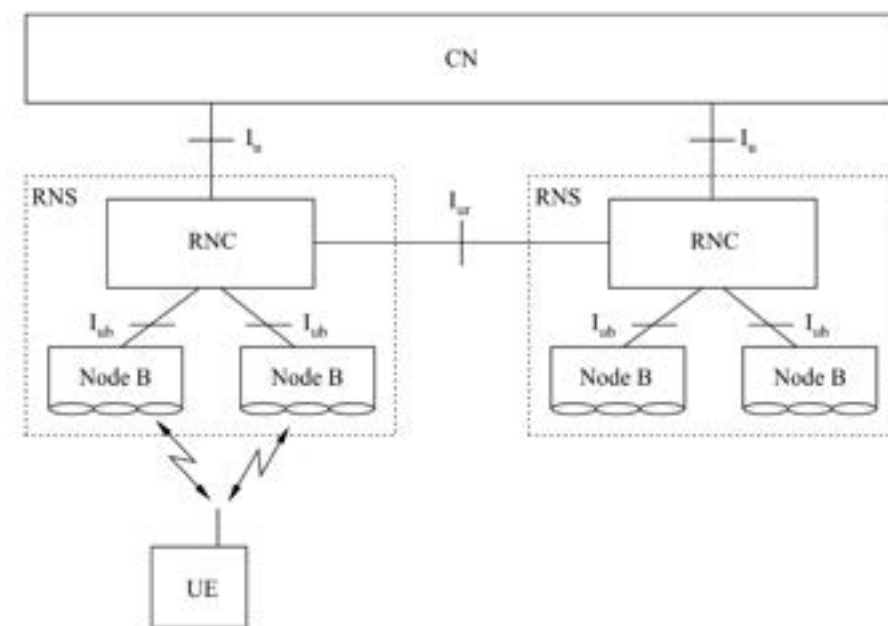 CN
Iu
Iu
RNS
RNC
Iur
RNS
RNC
Iub
Iub
Iub
Iub
Node B
Node B
Node B
Node B
UE